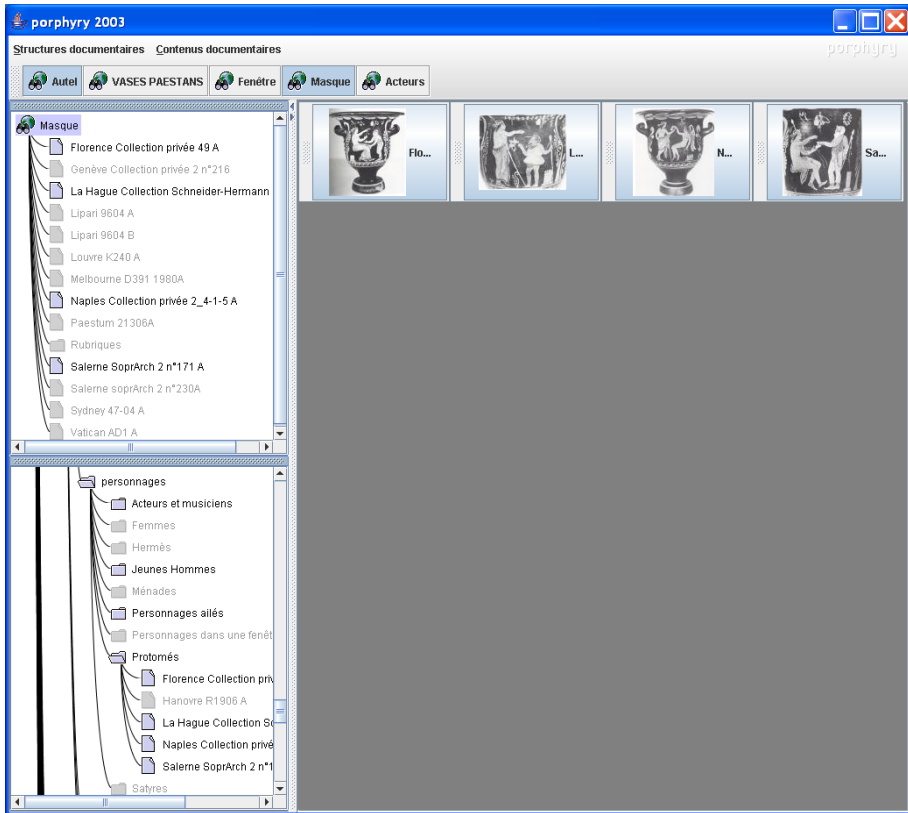 porphyry 2003
Structures documentaires Contenus documentaires
porphyry
Autel VASES PAESTANS Fenétre Masque Acteurs
Masque
Florence Collection privée 49 A
Genève Collection privée 2 n°216
La Hague Collection Schneider-Hermann
Lipari 9604 A
Lipari 9604 B
Louvre K240 A
Melbourne D391 1980A
Naples Collection privée 2_4-1-5 A
Paestum 21306A
Rubriques
Salerne SoprArch 2 n°171 A
Salerne soprArch 2 n°230A
Sydney 47-04 A
Vatican AD1 A
Flo...
L...
N...
Sa...
personnages
Acteurs et musiciens
Femmes
Hermès
Jeunes Hommes
Ménades
Personnages ailés
Personnages dans une fenêt
Protomés
Florence Collection priv
Hanovre R1906 A
La Hague Collection Sc
Naples Collection privé
Salerne SoprArch 2 n°1
Satyres